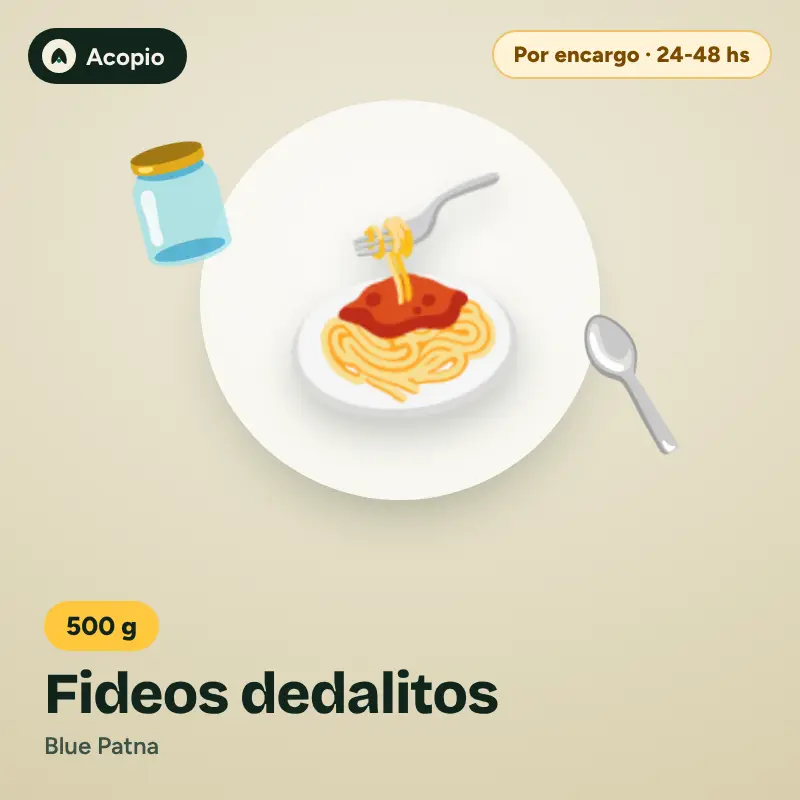 Acopio
Por encargo · 24-48 hs
500 g
Fideos dedalitos
Blue Patna